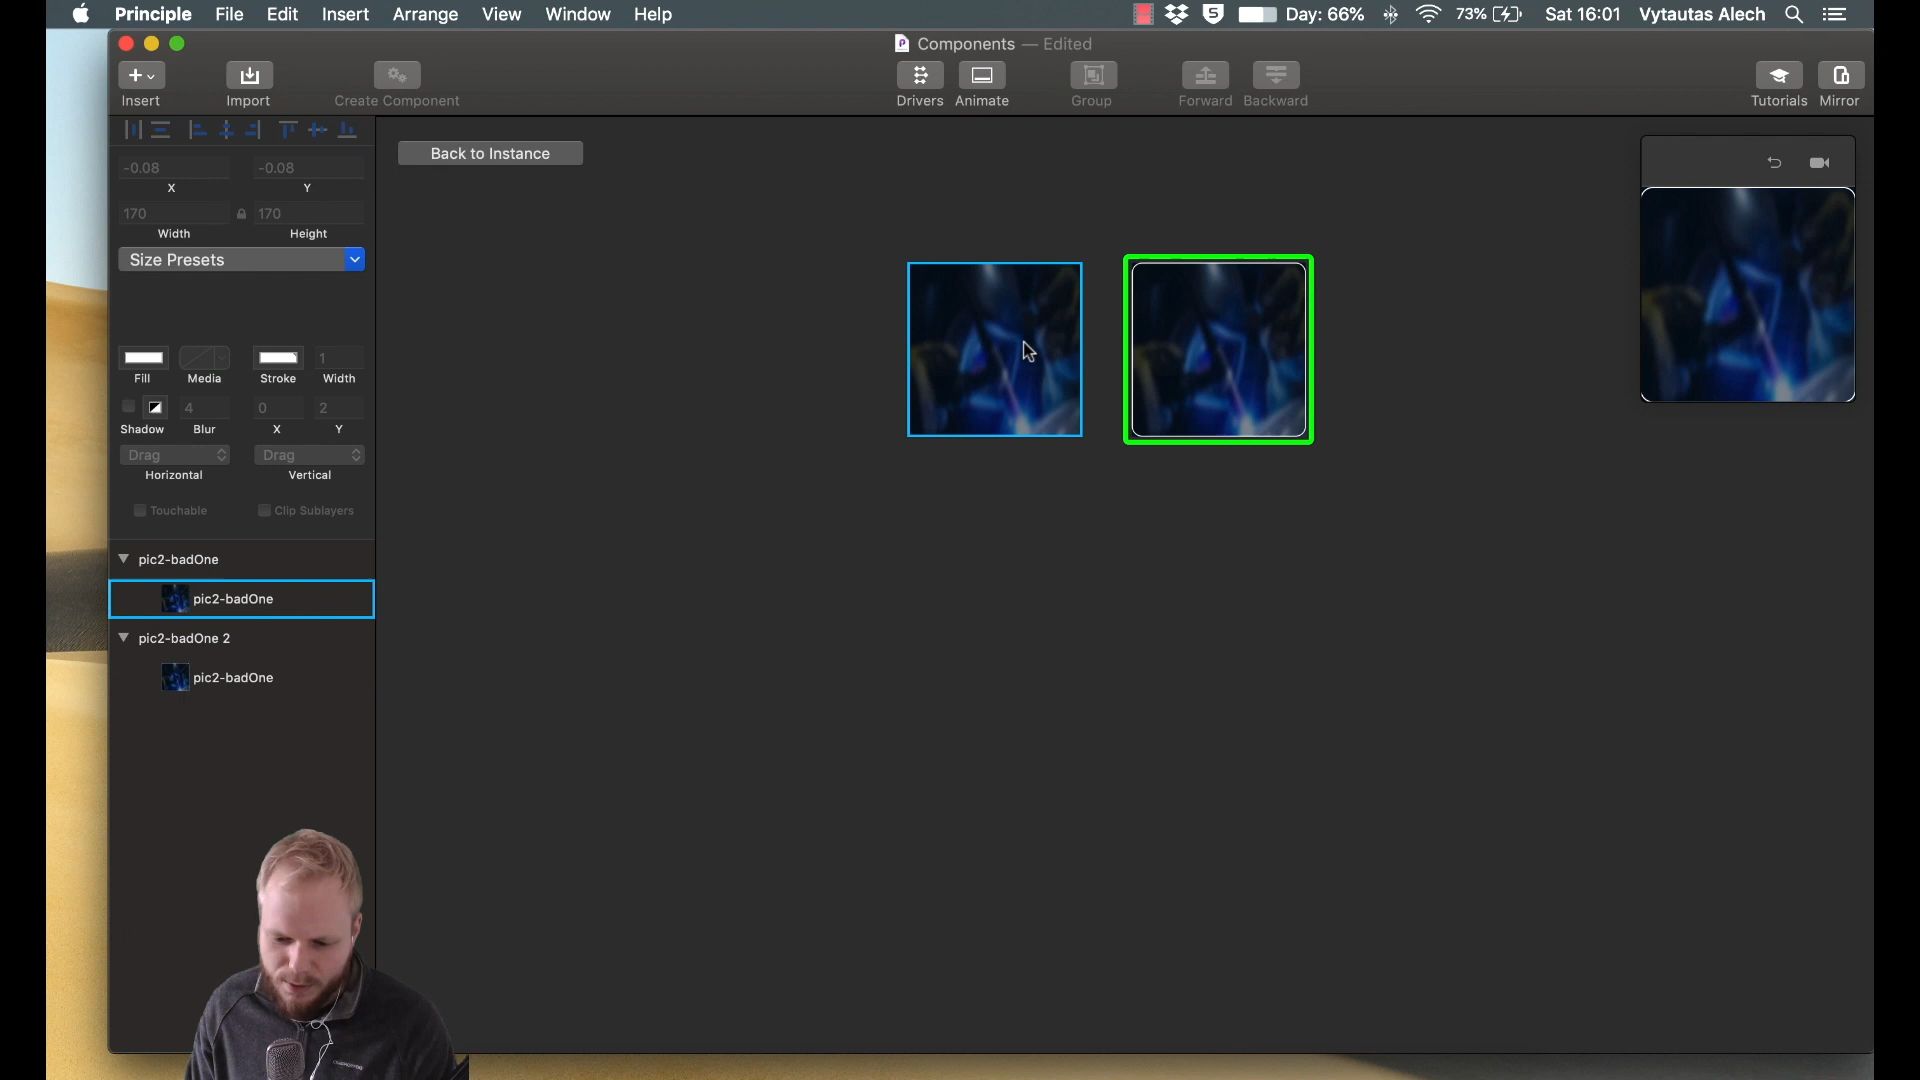 Principle File Edit Insert Arrange View Window Help
S Day: 66% 73% Sat 16:01 Vytautas Alech
Components — Edited
Insert Import Create Component Drivers Animate Group Forward Backward Tutorials Mirror
-0.08 -0.08
X Y
170 170
Width Height
Size Presets
Back to Instance
1
Fill Media Stroke Width
4 0 2
Shadow Blur X Y
Drag Drag
Horizontal Vertical
Touchable Clip Sublayers
pic2-badOne
pic2-badOne
pic2-badOne 2
pic2-badOne